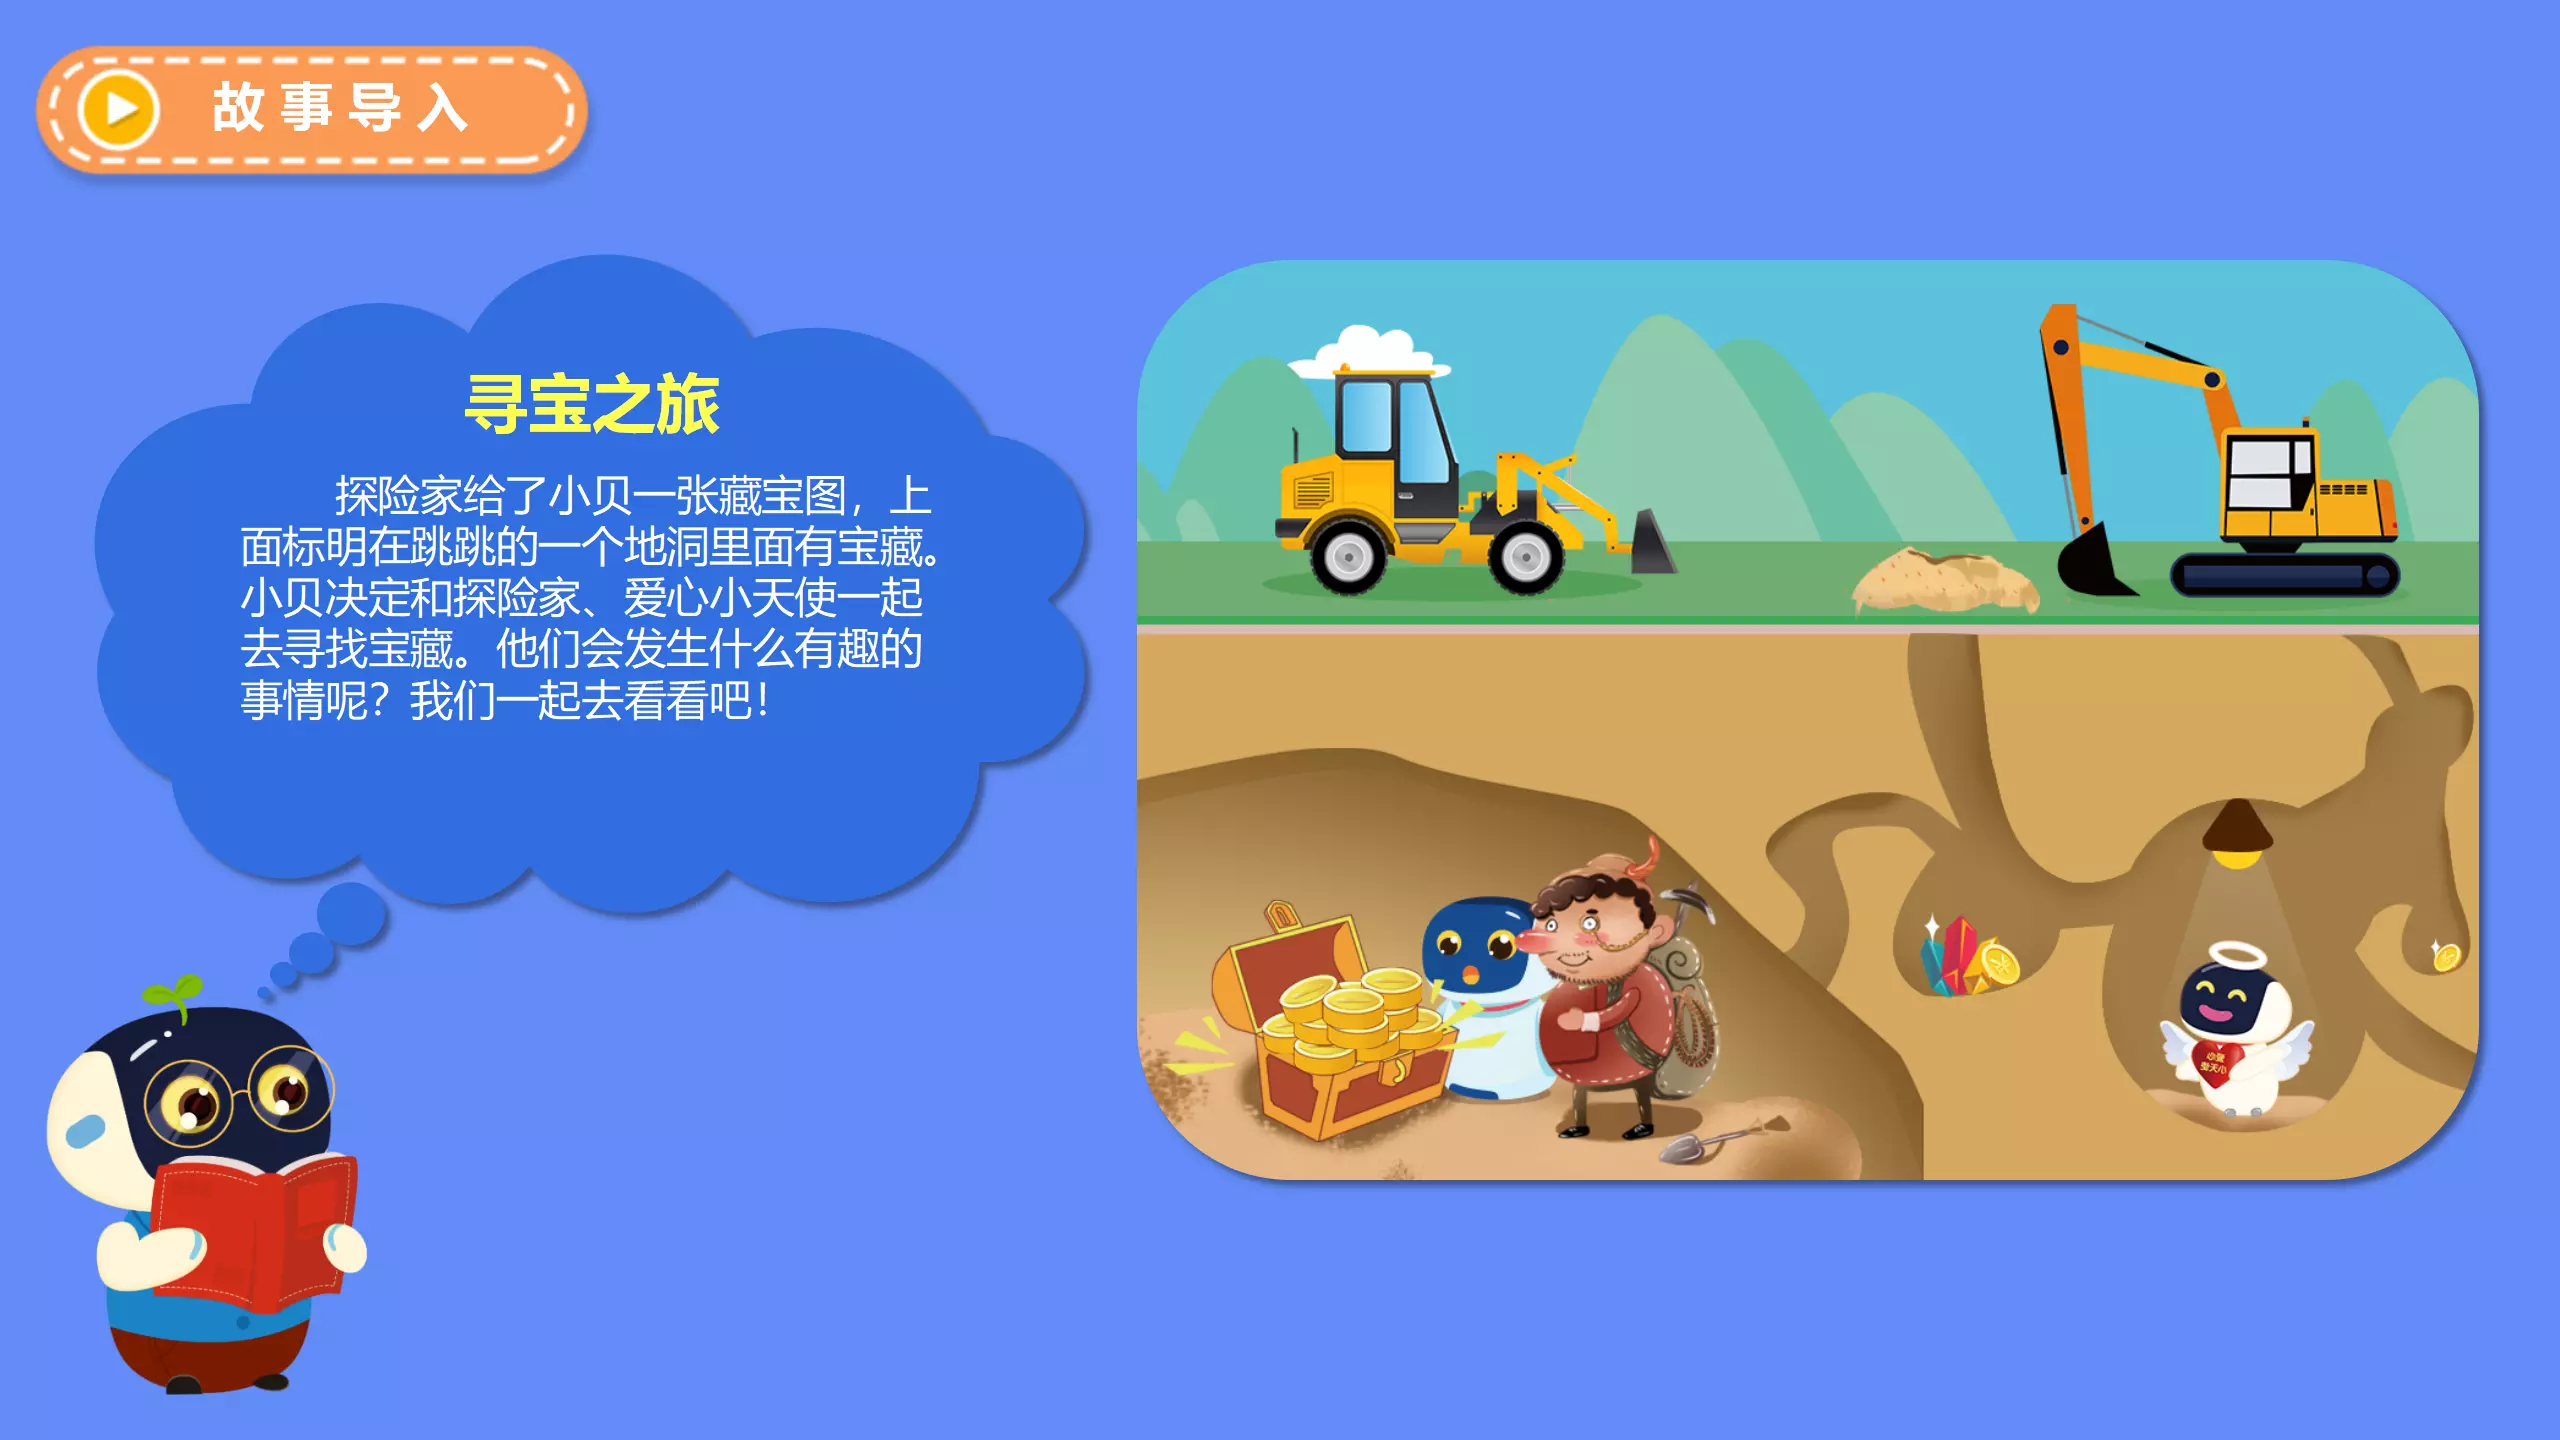 故事导入
寻宝之旅
探险家给了小贝一张藏宝图，上
面标明在跳跳的一个地洞里面有宝藏。
小贝决定和探险家、爱心小天使一起
去寻找宝藏。他们会发生什么有趣的
事情呢？我们一起去看看吧！